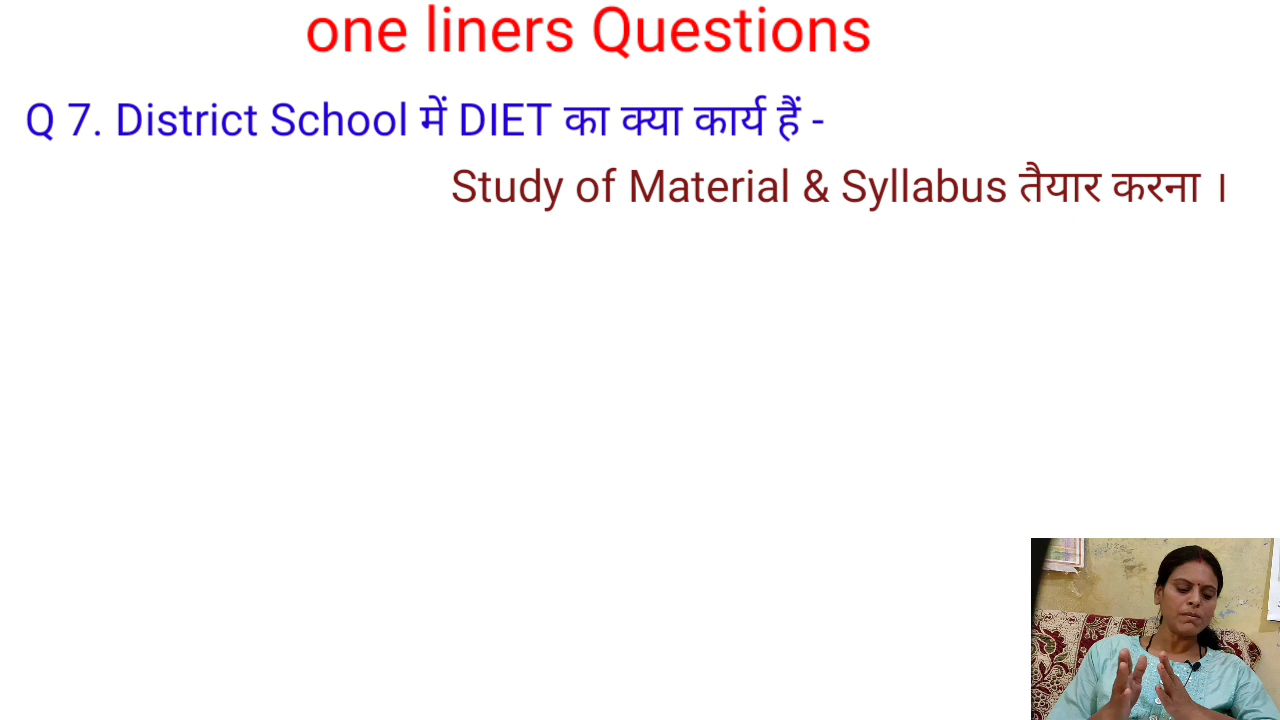 one liners Questions
Q 7. District School में DIET का क्या कार्य हैं -
Study of Material & Syllabus तैयार करना ।